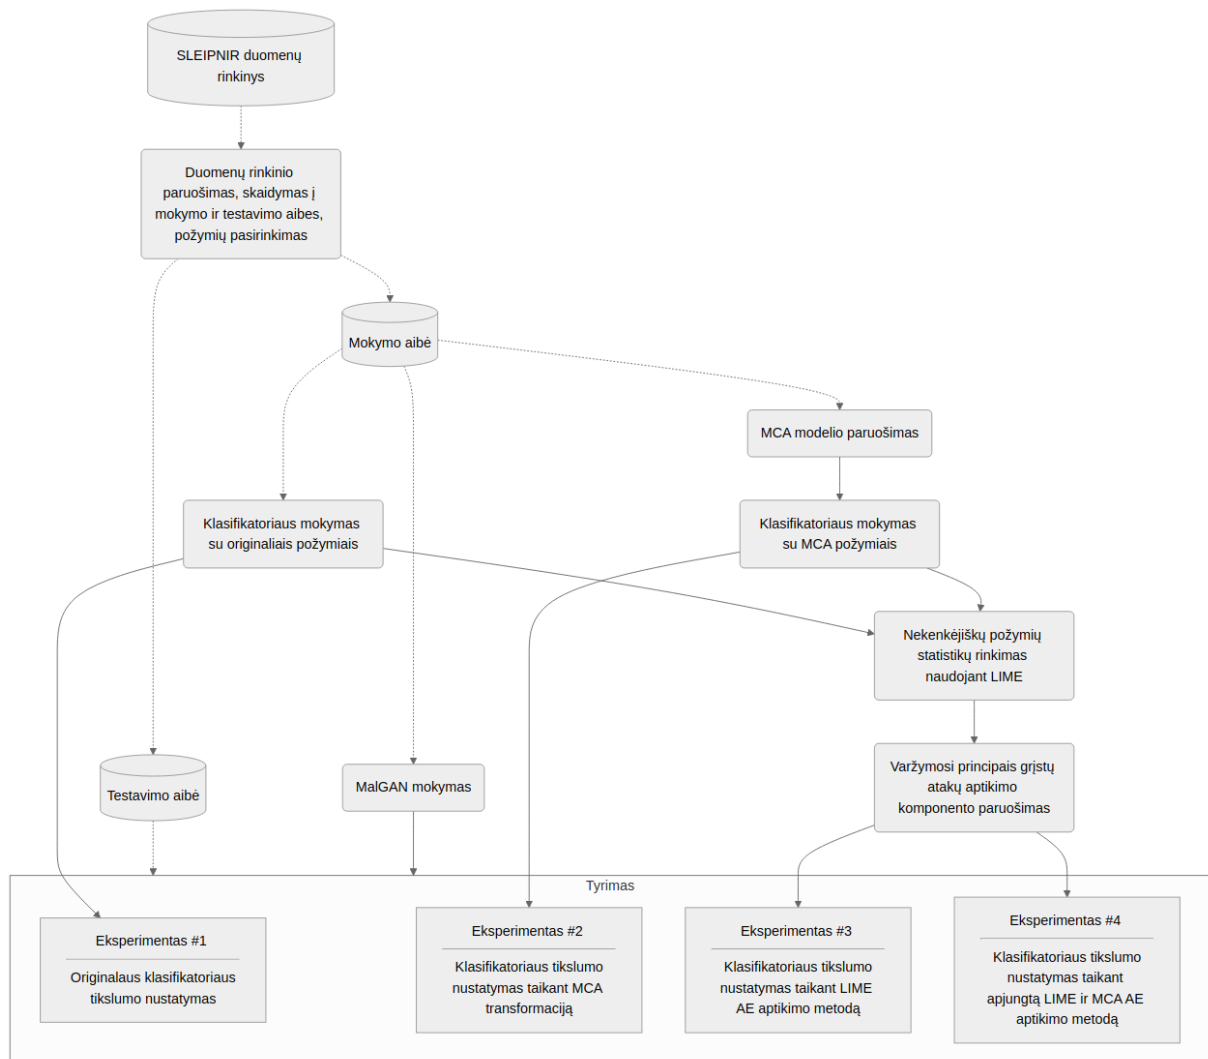 SLEIPNIR duomenų
rinkinys
Duomenų rinkinio
paruošimas, skaidymas į
mokymo ir testavimo aibes,
požymių pasirinkimas
Mokymo aibė
MCA modelio paruošimas
Klasifikatoriaus mokymas
su originaliais požymiais
Klasifikatoriaus mokymas
su MCA požymiais
Nekenkėjiškų požymių
statistikų rinkimas
naudojant LIME
Varžymosi principais grįstų
atakų aptikimo
komponento paruošimas
Testavimo aibė
MalGAN mokymas
Tyrimas
Eksperimentas #1
Originalaus klasifikatoriaus
tikslumo nustatymas
Eksperimentas #2
Klasifikatoriaus tikslumo
nustatymas taikant MCA
transformaciją
Eksperimentas #3
Klasifikatoriaus tikslumo
nustatymas taikant LIME
AE aptikimo metodą
Eksperimentas #4
Klasifikatoriaus tikslumo
nustatymas taikant
apjungtą LIME ir MCA AE
aptikimo metodą